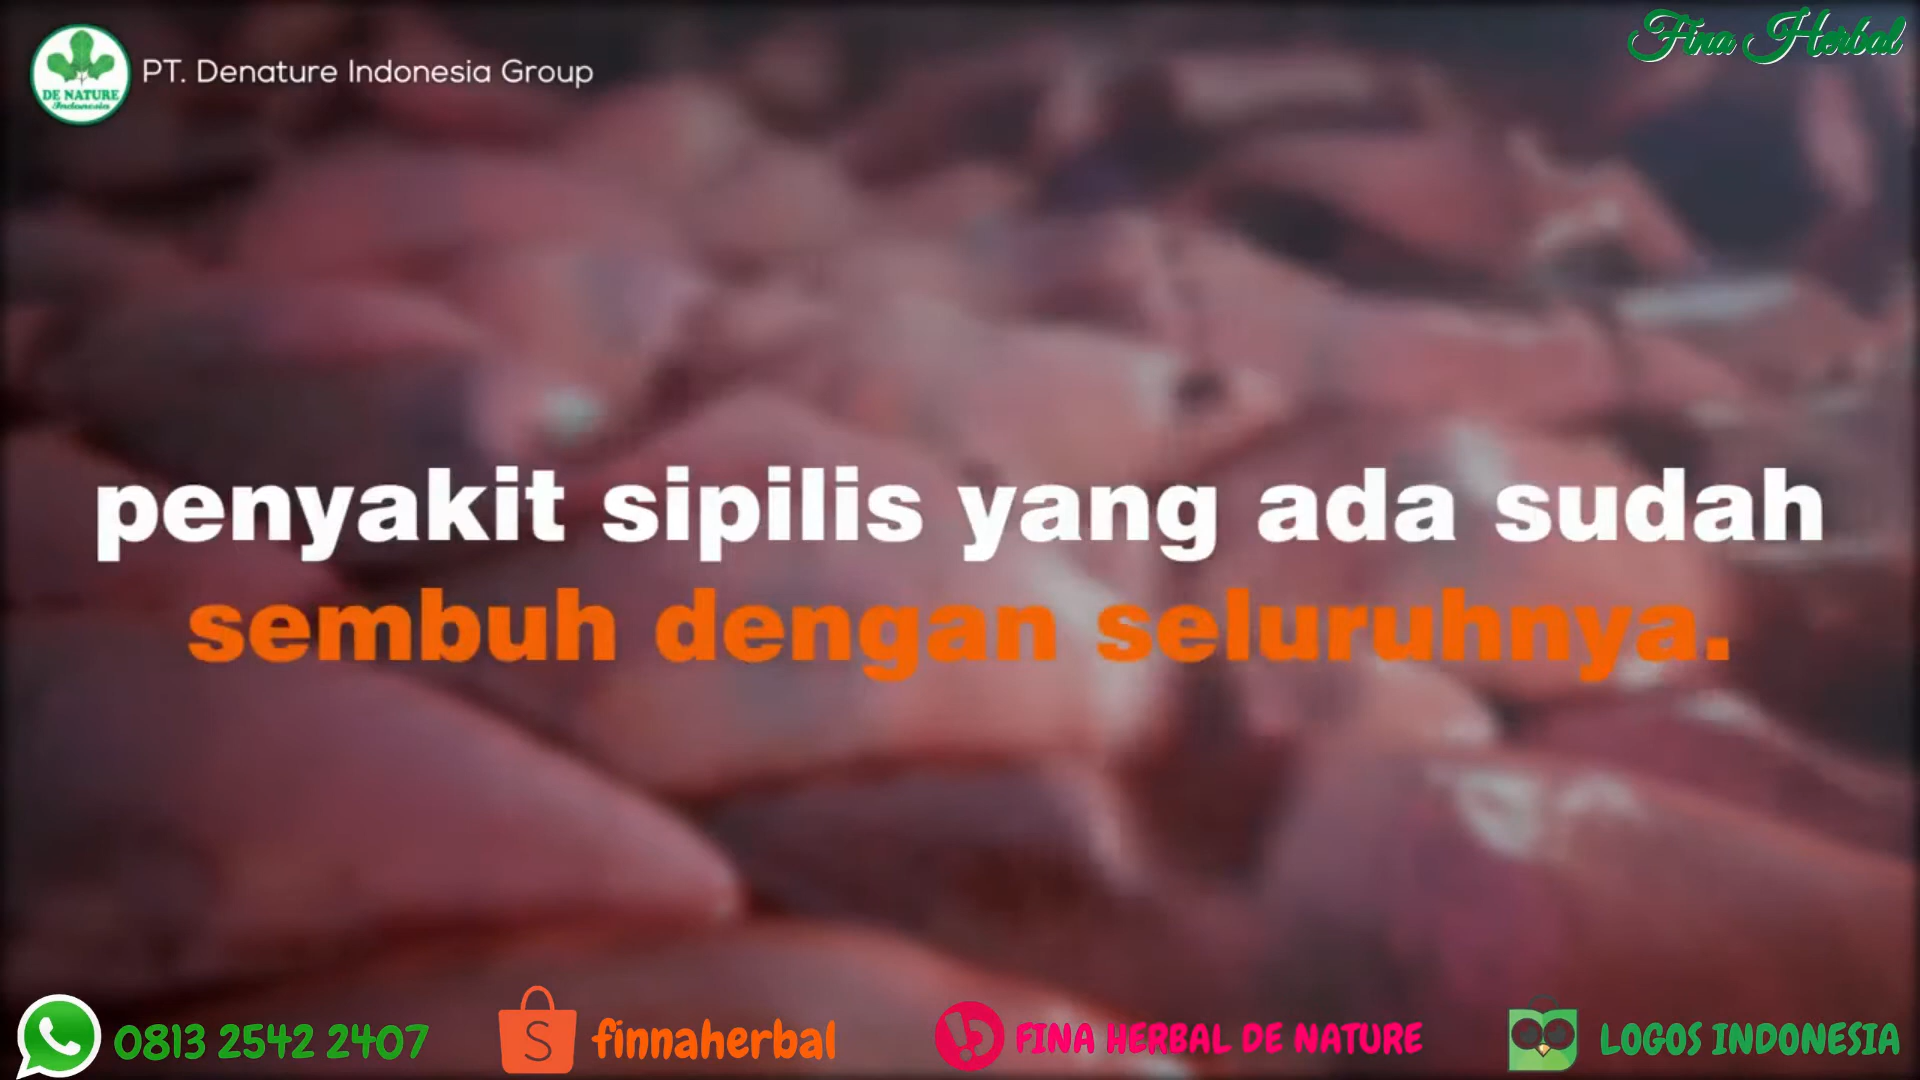 DE NATURE
Indonesia
PT. Denature Indonesia Group
Fina Herbal
penyakit sipilis yang ada sudah
sembuh dengan seluruhnya.
0813 2542 2407
finnaherbal
FINA HERBAL DE NATURE
LOGOS INDONESIA